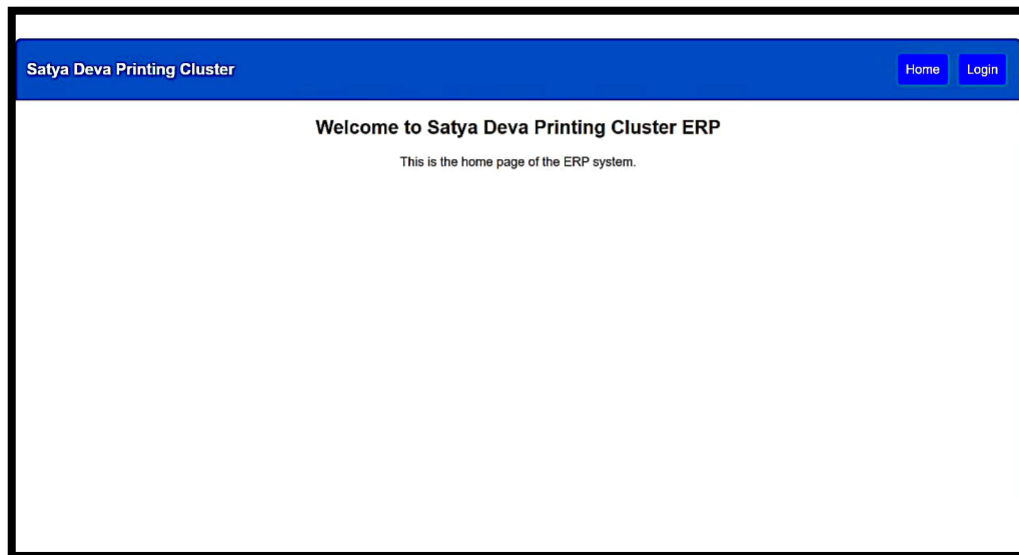 Satya Deva Printing Cluster
Home Login
Welcome to Satya Deva Printing Cluster ERP
This is the home page of the ERP system.